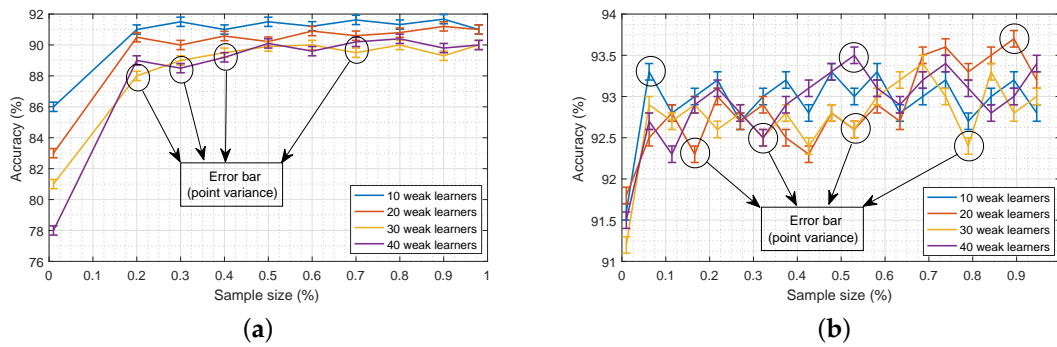 92
90
88
86
84
82
80
78
76
Accuracy (%)
0 0.1 0.2 0.3 0.4 0.5 0.6 0.7 0.8 0.9 1
Sample size (%)
Error bar
(point variance)
10 weak learners
20 weak learners
30 weak learners
40 weak learners
(a)
94
93.5
93
92.5
92
91.5
91
Accuracy (%)
0 0.1 0.2 0.3 0.4 0.5 0.6 0.7 0.8 0.9
Sample size (%)
Error bar
(point variance)
10 weak learners
20 weak learners
30 weak learners
40 weak learners
(b)